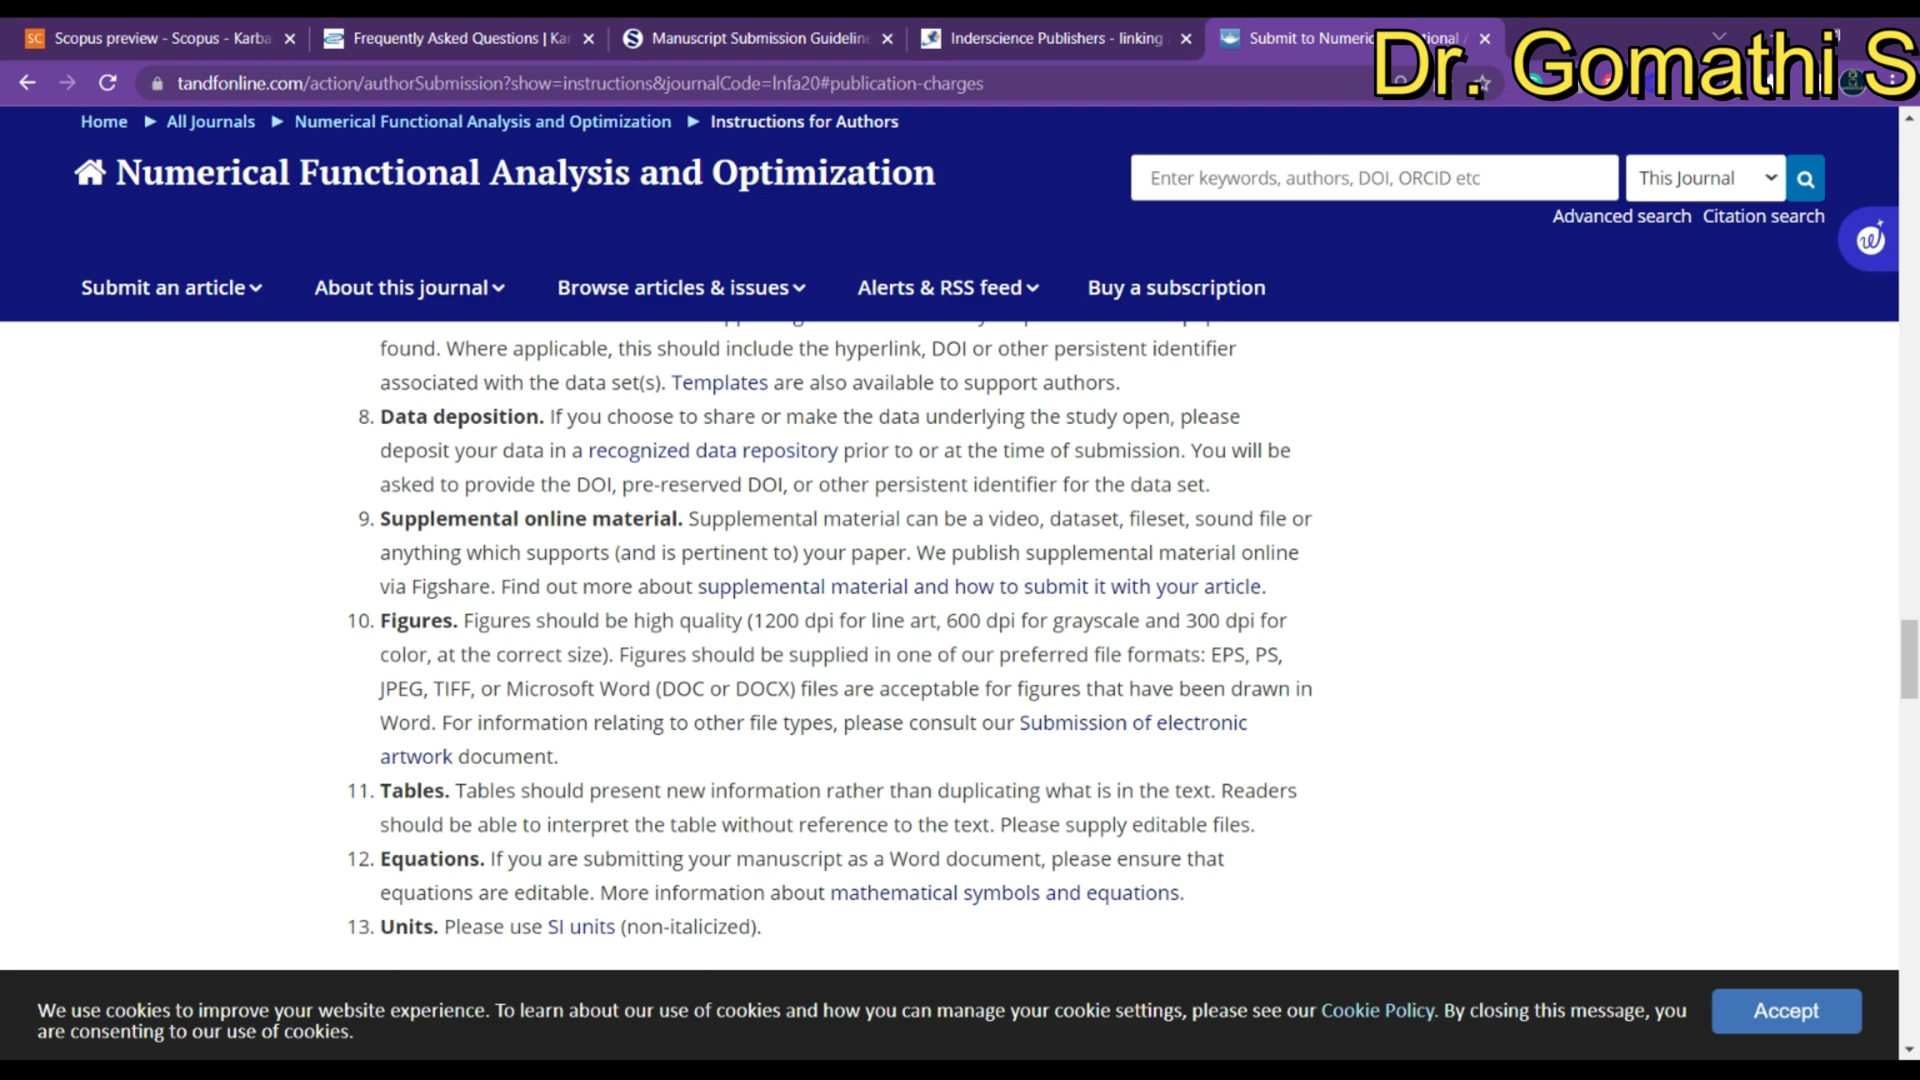 Scopus preview - Scopus - Karba
Frequently Asked Questions | Kar
Manuscript Submission Guideline
Inderscience Publishers - linking
Submit to Numeric
Dr. Gomathi S
tandfonline.com/action/authorSubmission?show=instructions&journalCode=lnfa20#publication-charges
Home ▶ All Journals ▶ Numerical Functional Analysis and Optimization ▶ Instructions for Authors
Numerical Functional Analysis and Optimization
Enter keywords, authors, DOI, ORCID etc
This Journal
Advanced search Citation search
Submit an article
About this journal
Browse articles & issues
Alerts & RSS feed
Buy a subscription
found. Where applicable, this should include the hyperlink, DOI or other persistent identifier
associated with the data set(s). Templates are also available to support authors.
8. Data deposition. If you choose to share or make the data underlying the study open, please
deposit your data in a recognized data repository prior to or at the time of submission. You will be
asked to provide the DOI, pre-reserved DOI, or other persistent identifier for the data set.
9. Supplemental online material. Supplemental material can be a video, dataset, fileset, sound file or
anything which supports (and is pertinent to) your paper. We publish supplemental material online
via Figshare. Find out more about supplemental material and how to submit it with your article.
10. Figures. Figures should be high quality (1200 dpi for line art, 600 dpi for grayscale and 300 dpi for
color, at the correct size). Figures should be supplied in one of our preferred file formats: EPS, PS,
JPEG, TIFF, or Microsoft Word (DOC or DOCX) files are acceptable for figures that have been drawn in
Word. For information relating to other file types, please consult our Submission of electronic
artwork document.
11. Tables. Tables should present new information rather than duplicating what is in the text. Readers
should be able to interpret the table without reference to the text. Please supply editable files.
12. Equations. If you are submitting your manuscript as a Word document, please ensure that
equations are editable. More information about mathematical symbols and equations.
13. Units. Please use SI units (non-italicized).
We use cookies to improve your website experience. To learn about our use of cookies and how you can manage your cookie settings, please see our Cookie Policy. By closing this message, you
are consenting to our use of cookies.
Accept